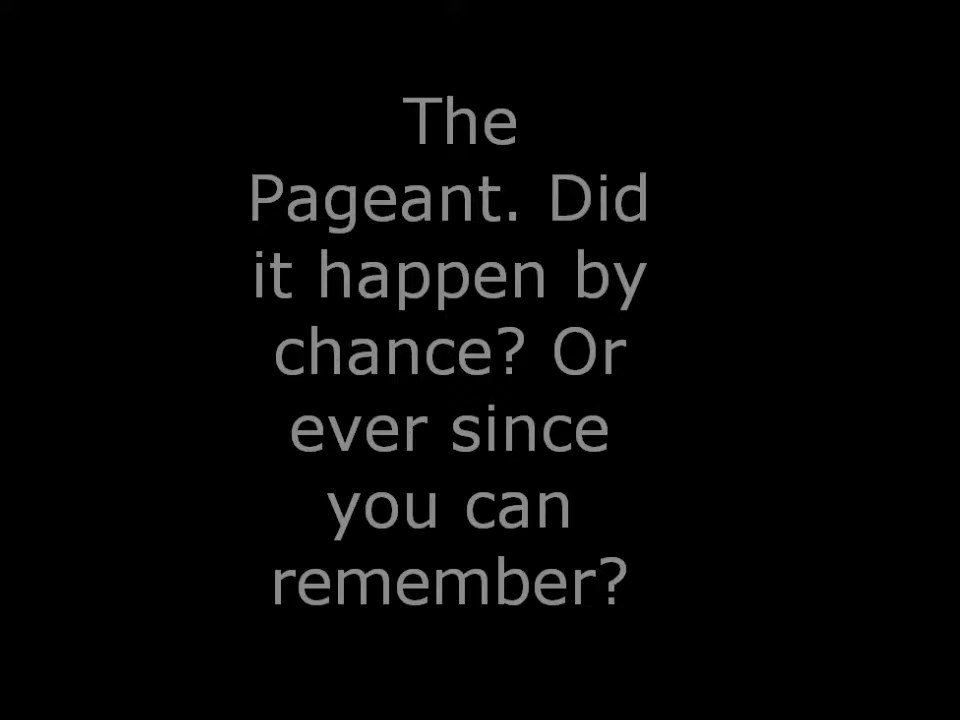 The
Pageant. Did
it happen by
chance? Or
ever since
you can
remember?